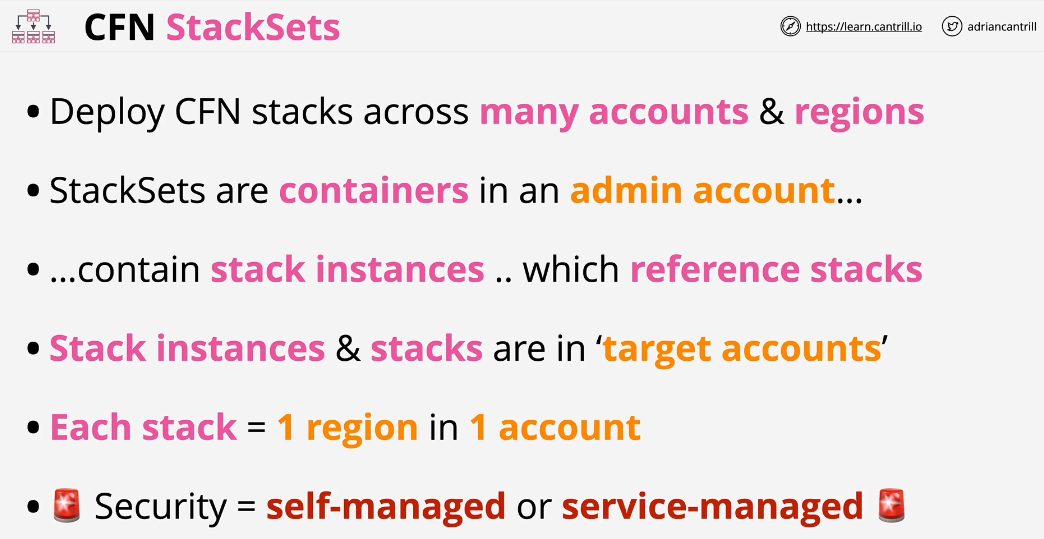 CFN StackSets
https://learn.cantrill.io
adriancantrill
• Deploy CFN stacks across many accounts & regions
• StackSets are containers in an admin account...
• ...contain stack instances .. which reference stacks
• Stack instances & stacks are in ‘target accounts’
• Each stack = 1 region in 1 account
• 🚨 Security = self-managed or service-managed 🚨